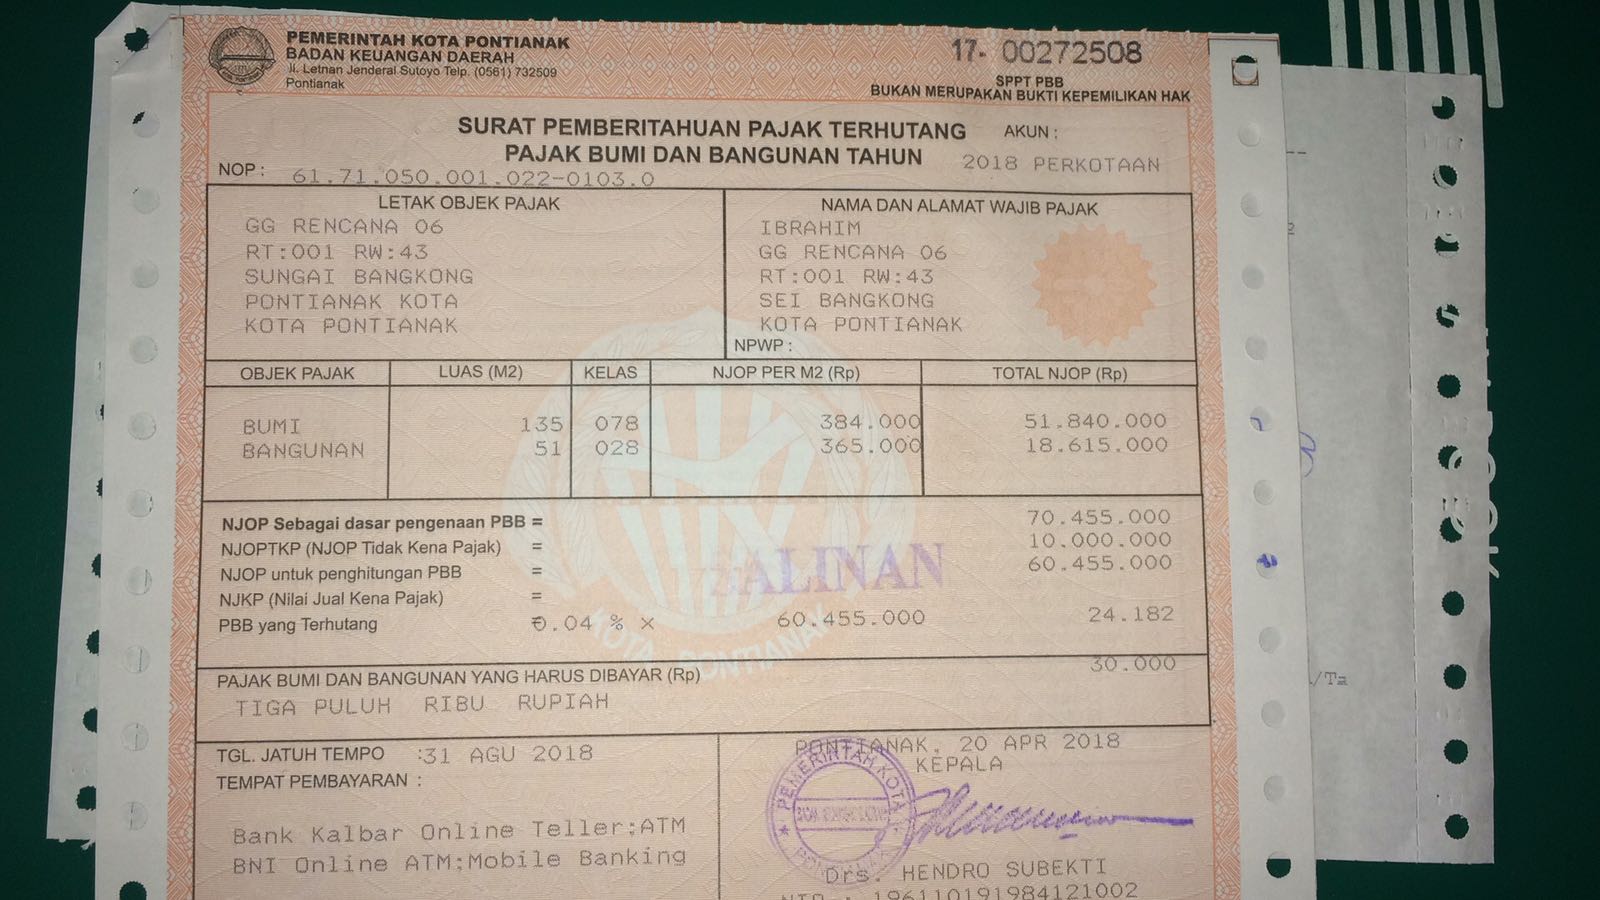 PEMERINTAH KOTA PONTIANAK
BADAN KEUANGAN DAERAH
Jl. Letnan Jenderal Sutoyo Telp. (0561) 732509
Pontianak
17- 00272508
SPPT PBB
BUKAN MERUPAKAN BUKTI KEPEMILIKAN HAK
SURAT PEMBERITAHUAN PAJAK TERHUTANG AKUN :
PAJAK BUMI DAN BANGUNAN TAHUN 2018 PERKOTAAN
NOP : 61.71.050.001.022-0103.0
LETAK OBJEK PAJAK
GG RENCANA 06
RT:001 RW:43
SUNGAI BANGKONG
PONTIANAK KOTA
KOTA PONTIANAK
NAMA DAN ALAMAT WAJIB PAJAK
IBRAHIM
GG RENCANA 06
RT:001 RW:43
SEI BANGKONG
KOTA PONTIANAK
NPWP :
OBJEK PAJAK LUAS (M2) KELAS NJOP PER M2 (Rp) TOTAL NJOP (Rp)
BUMI 135 078 384.000 51.840.000
BANGUNAN 51 028 365.000 18.615.000
NJOP Sebagai dasar pengenaan PBB = 70.455.000
NJOPTKP (NJOP Tidak Kena Pajak) = 10.000.000
NJOP untuk penghitungan PBB = 60.455.000
NJKP (Nilai Jual Kena Pajak) =
PBB yang Terhutang = 0.04 % x 60.455.000 24.182
SALINAN
KOTA PONTIANAK
PAJAK BUMI DAN BANGUNAN YANG HARUS DIBAYAR (Rp) 30.000
TIGA PULUH RIBU RUPIAH
TGL. JATUH TEMPO :31 AGU 2018
TEMPAT PEMBAYARAN :
Bank Kalbar Online Teller;ATM
BNI Online ATM;Mobile Banking
PONTIANAK, 20 APR 2018
KEPALA
PEMERINTAH KOTA
PONTIANAK
Drs. HENDRO SUBEKTI
NIP : 196110191984121002
/Ta